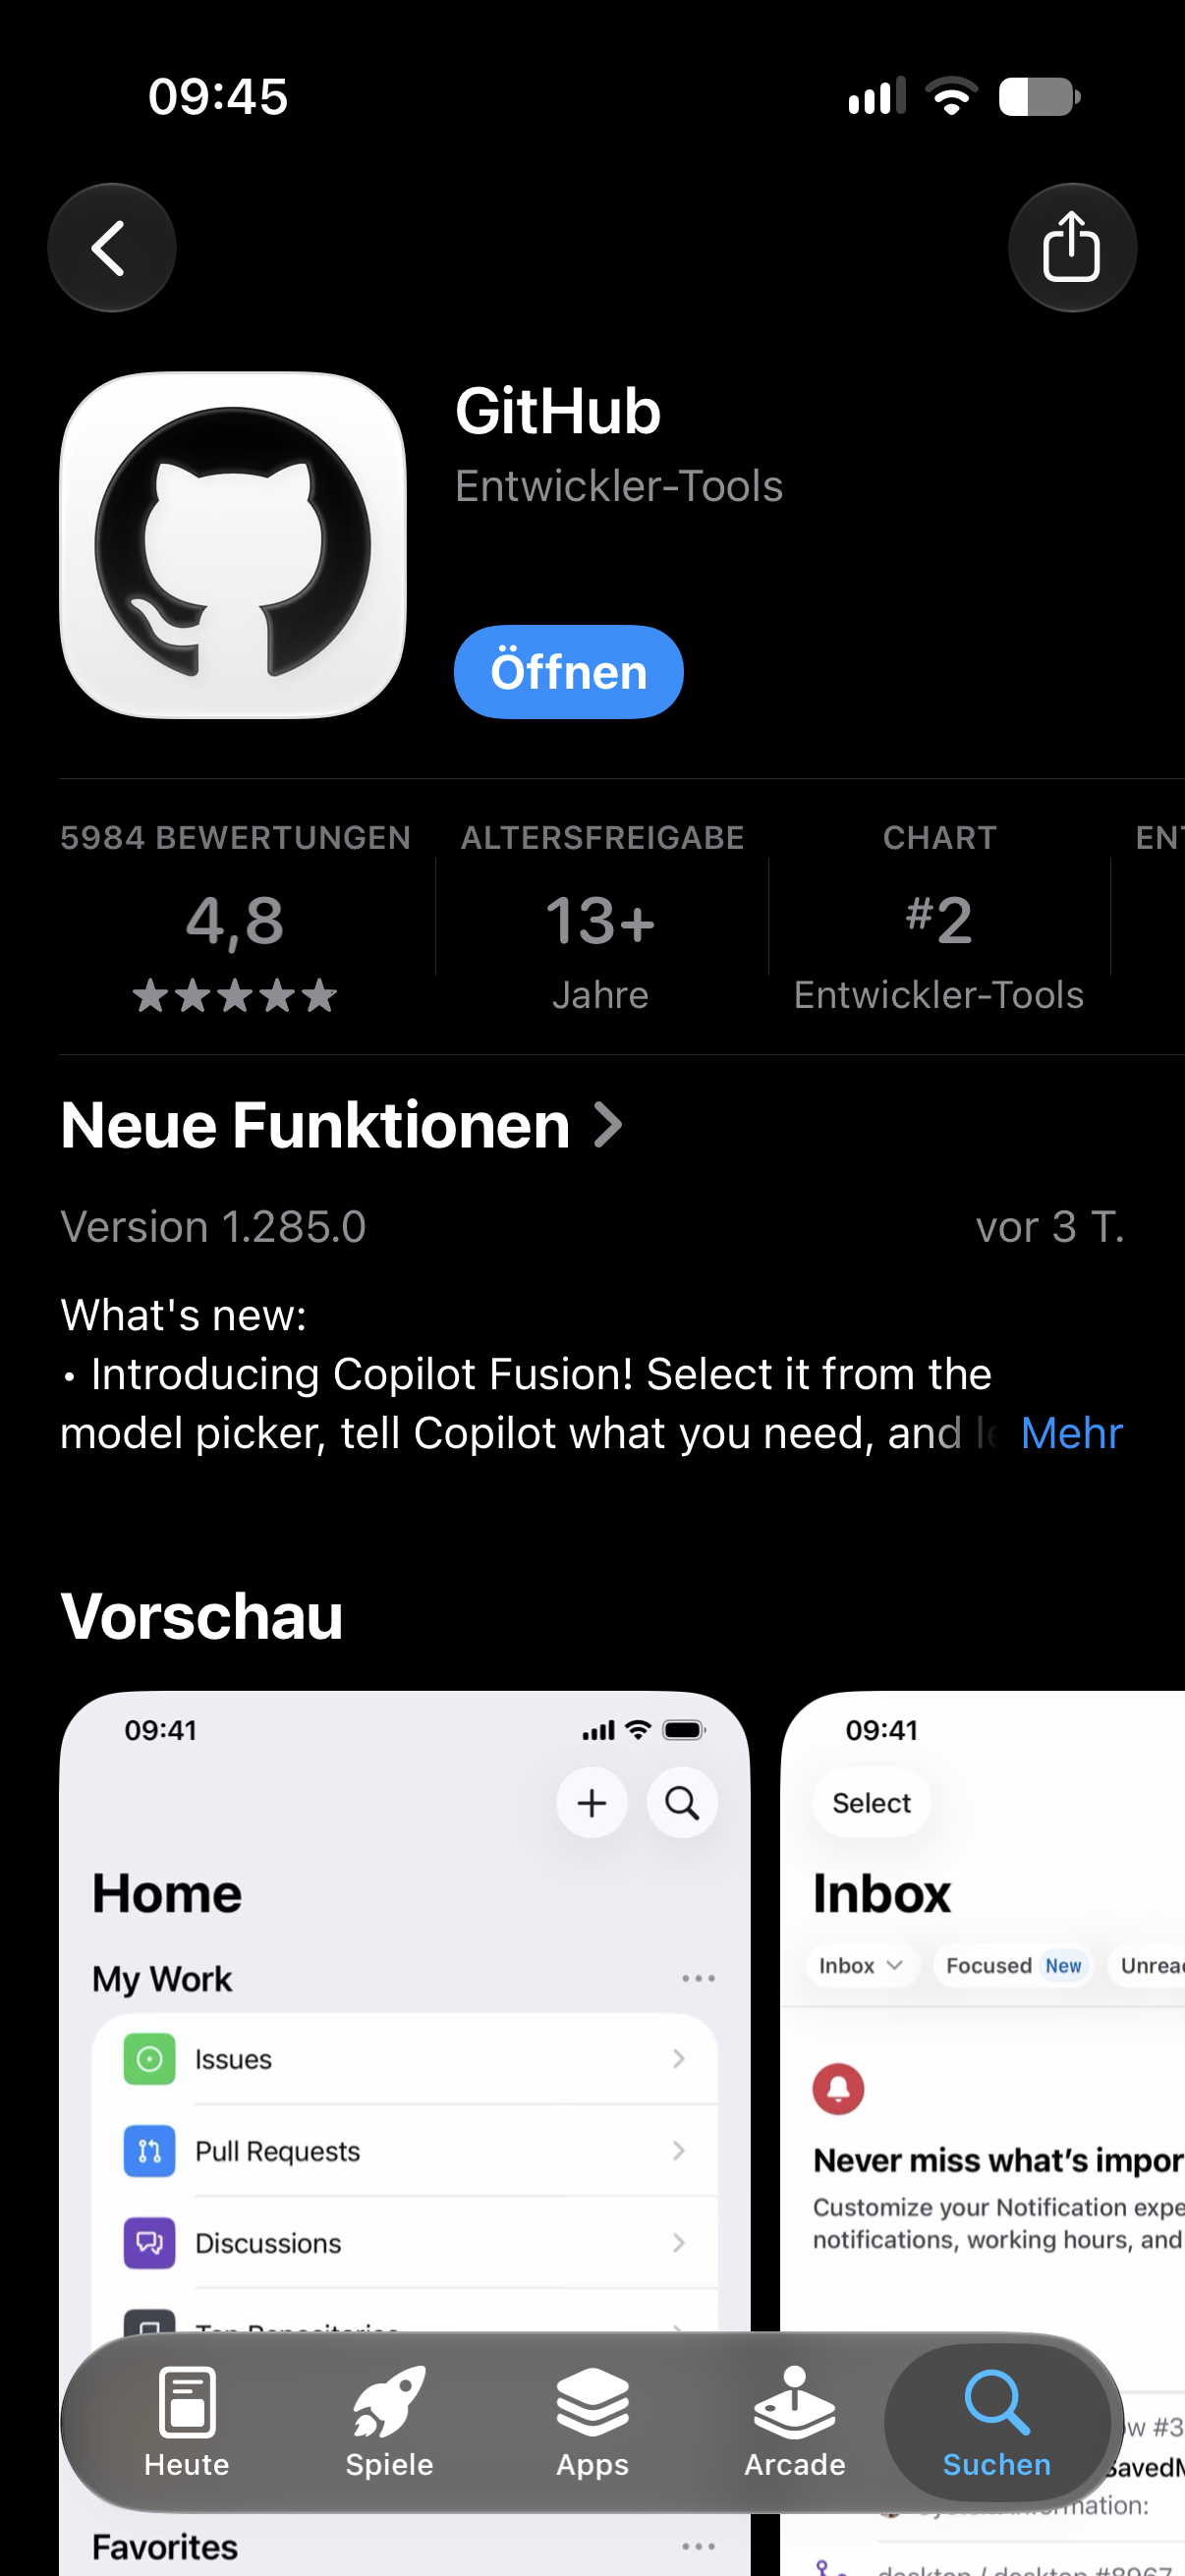 09:45
GitHub
Entwickler-Tools
Öffnen
5984 BEWERTUNGEN
4,8
ALTERSFREIGABE
13+
Jahre
CHART
#2
Entwickler-Tools
Neue Funktionen
Version 1.285.0
vor 3 T.
What's new:
• Introducing Copilot Fusion! Select it from the
model picker, tell Copilot what you need, and
Mehr
Vorschau
09:41
Home
My Work
Issues
Pull Requests
Discussions
Favorites
09:41
Select
Inbox
Inbox
Focused New
Never miss what's
Customize your Notification
notifications, working hours, and
Heute
Spiele
Apps
Arcade
Suchen